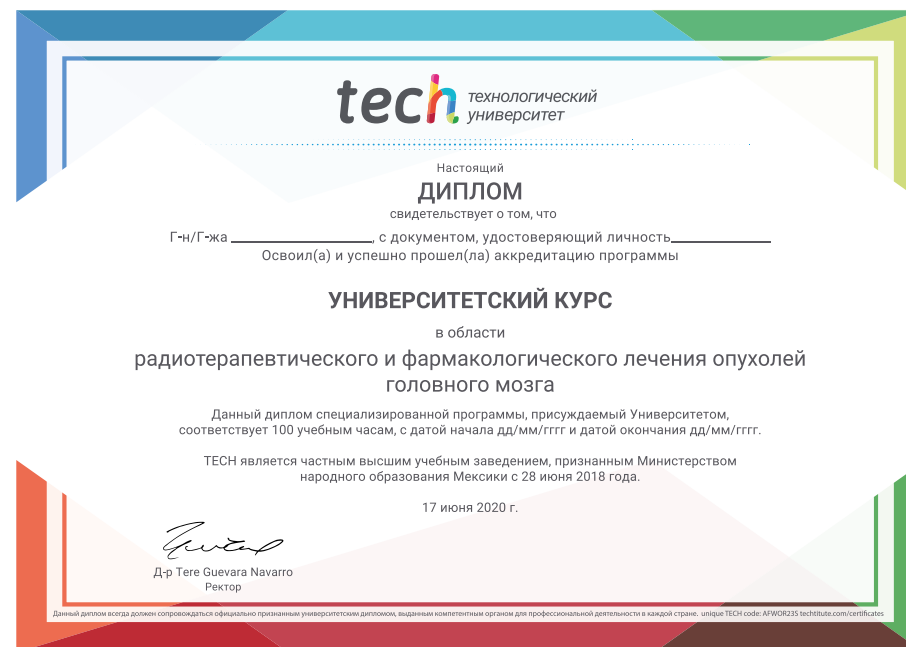 tech технологический
университет
Настоящий
ДИПЛОМ
свидетельствует о том, что
Г-н/Г-жа ____________________, с документом, удостоверяющий личность______________
Освоил(а) и успешно прошел(ла) аккредитацию программы
УНИВЕРСИТЕТСКИЙ КУРС
в области
радиотерапевтического и фармакологического лечения опухолей
головного мозга
Данный диплом специализированной программы, присуждаемый Университетом,
соответствует 100 учебным часам, с датой начала дд/мм/гггг и датой окончания дд/мм/гггг.
TECH является частным высшим учебным заведением, признанным Министерством
народного образования Мексики с 28 июня 2018 года.
17 июня 2020 г.
Д-р Tere Guevara Navarro
Ректор
Данный диплом всегда должен сопровождаться официально признанным университетским дипломом, выданным компетентным органом для профессиональной деятельности в каждой стране. unique TECH code: AFWOR23S techtitute.com/certificates